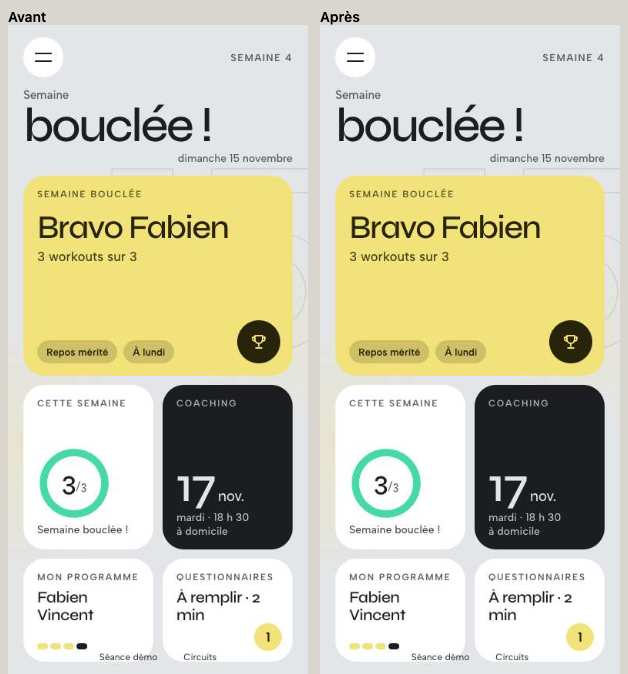 Avant
SEMAINE 4
Semaine
bouclée !
dimanche 15 novembre
SEMAINE BOUCLÉE
Bravo Fabien
3 workouts sur 3
Repos mérité
À lundi
CETTE SEMAINE
3/3
Semaine bouclée !
COACHING
17 nov.
mardi · 18 h 30
à domicile
MON PROGRAMME
Fabien
Vincent
QUESTIONNAIRES
À remplir · 2
min
1
Séance démo
Circuits
Après
SEMAINE 4
Semaine
bouclée !
dimanche 15 novembre
SEMAINE BOUCLÉE
Bravo Fabien
3 workouts sur 3
Repos mérité
À lundi
CETTE SEMAINE
3/3
Semaine bouclée !
COACHING
17 nov.
mardi · 18 h 30
à domicile
MON PROGRAMME
Fabien
Vincent
QUESTIONNAIRES
À remplir · 2
min
1
Séance démo
Circuits